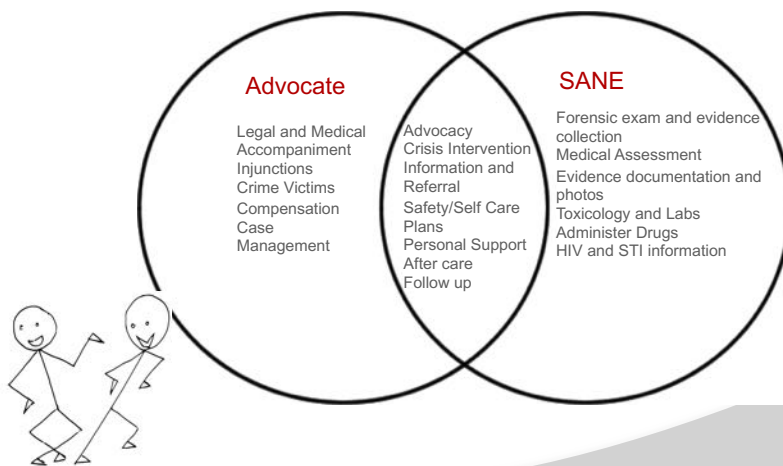 Advocate
Legal and Medical
Accompaniment
Injunctions
Crime Victims
Compensation
Case
Management
Advocacy
Crisis Intervention
Information and
Referral
Safety/Self Care
Plans
Personal Support
After care
Follow up
SANE
Forensic exam and evidence
collection
Medical Assessment
Evidence documentation and
photos
Toxicology and Labs
Administer Drugs
HIV and STI information